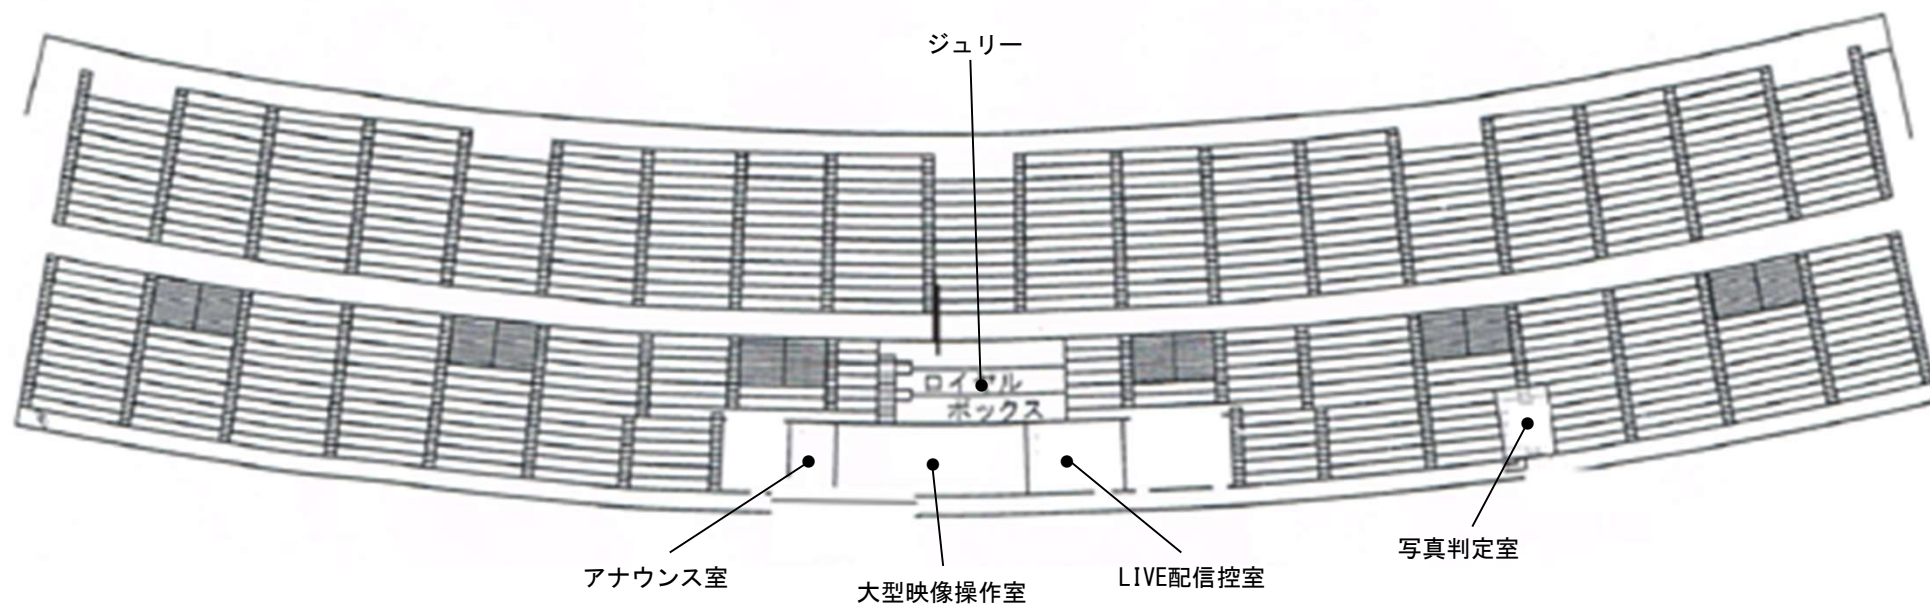 ジュリー
ロイヤル
ボックス
写真判定室
アナウンス室
大型映像操作室
LIVE配信控室